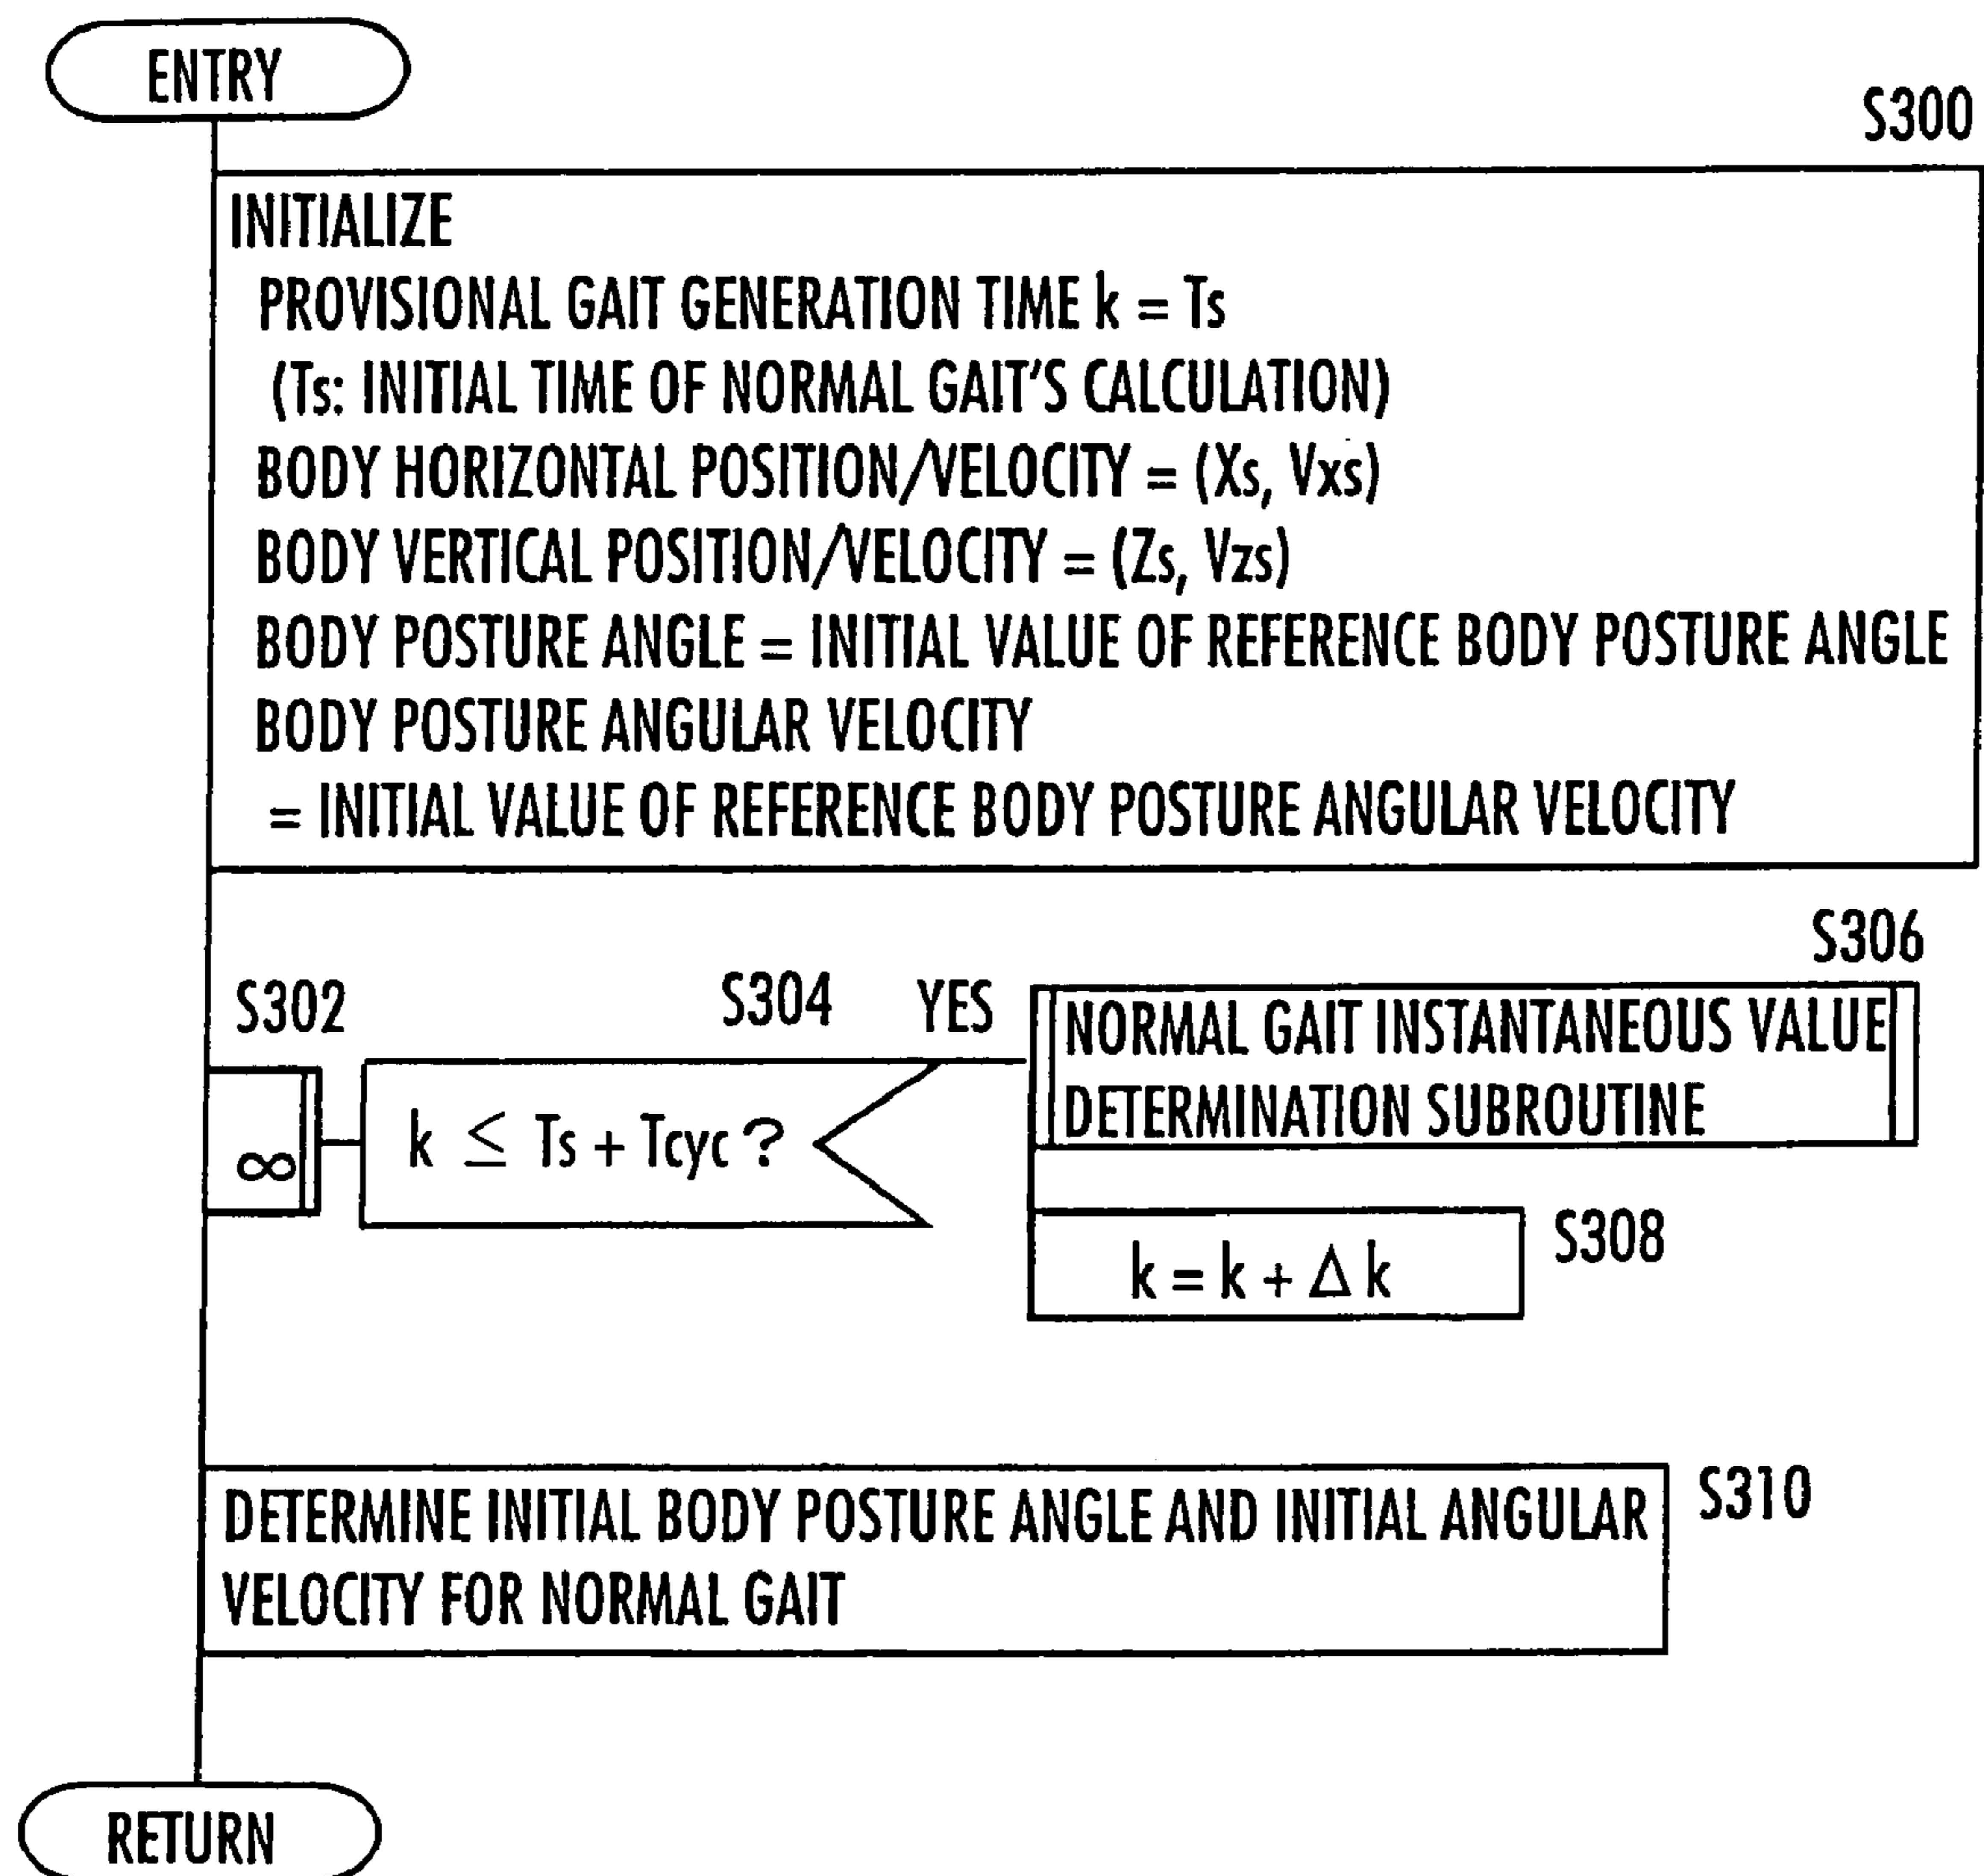 ENTRY
S300
INITIALIZE
PROVISIONAL GAIT GENERATION TIME k = Ts
(Ts: INITIAL TIME OF NORMAL GAIT'S CALCULATION)
BODY HORIZONTAL POSITION/VELOCITY = (Xs, Vxs)
BODY VERTICAL POSITION/VELOCITY = (Zs, Vzs)
BODY POSTURE ANGLE = INITIAL VALUE OF REFERENCE BODY POSTURE ANGLE
BODY POSTURE ANGULAR VELOCITY
= INITIAL VALUE OF REFERENCE BODY POSTURE ANGULAR VELOCITY
S302
∞
S304
k ≤ Ts + Tcyc ?
YES
S306
NORMAL GAIT INSTANTANEOUS VALUE
DETERMINATION SUBROUTINE
S308
k = k + Δ k
S310
DETERMINE INITIAL BODY POSTURE ANGLE AND INITIAL ANGULAR
VELOCITY FOR NORMAL GAIT
RETURN